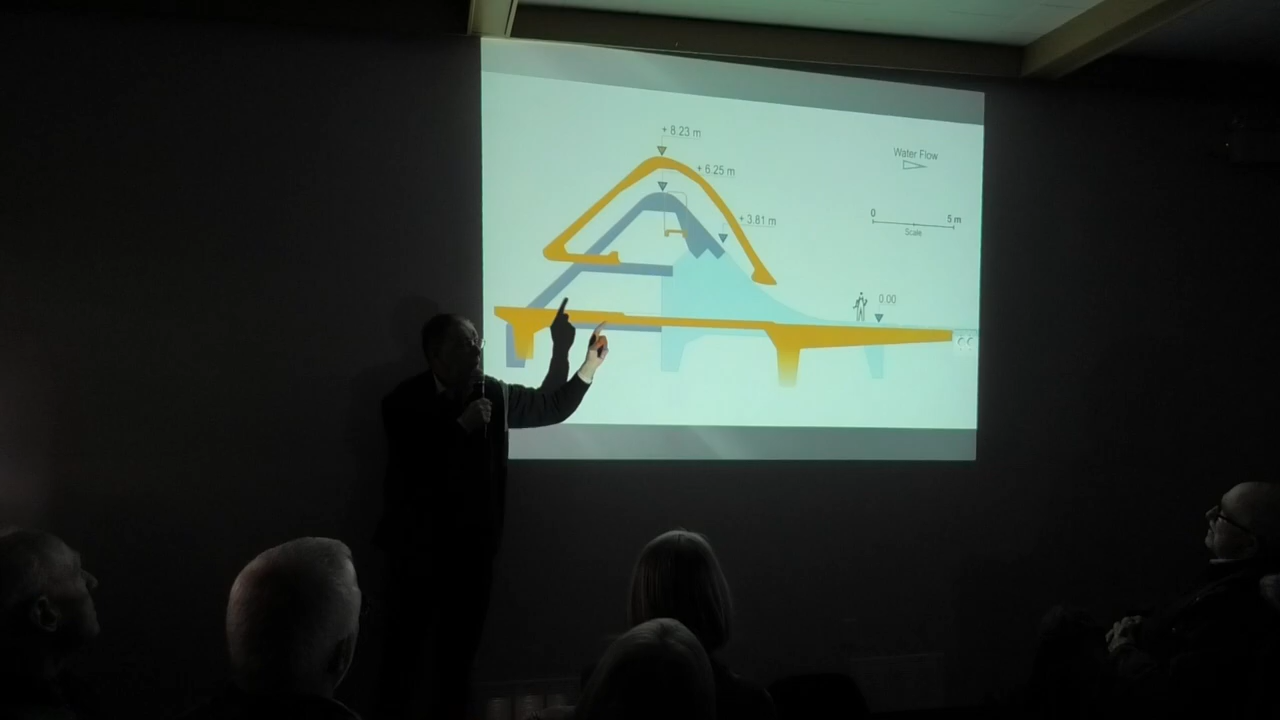 + 8.23 m
+ 6.25 m
+ 3.81 m
Water Flow
0 5 m
Scale
0.00